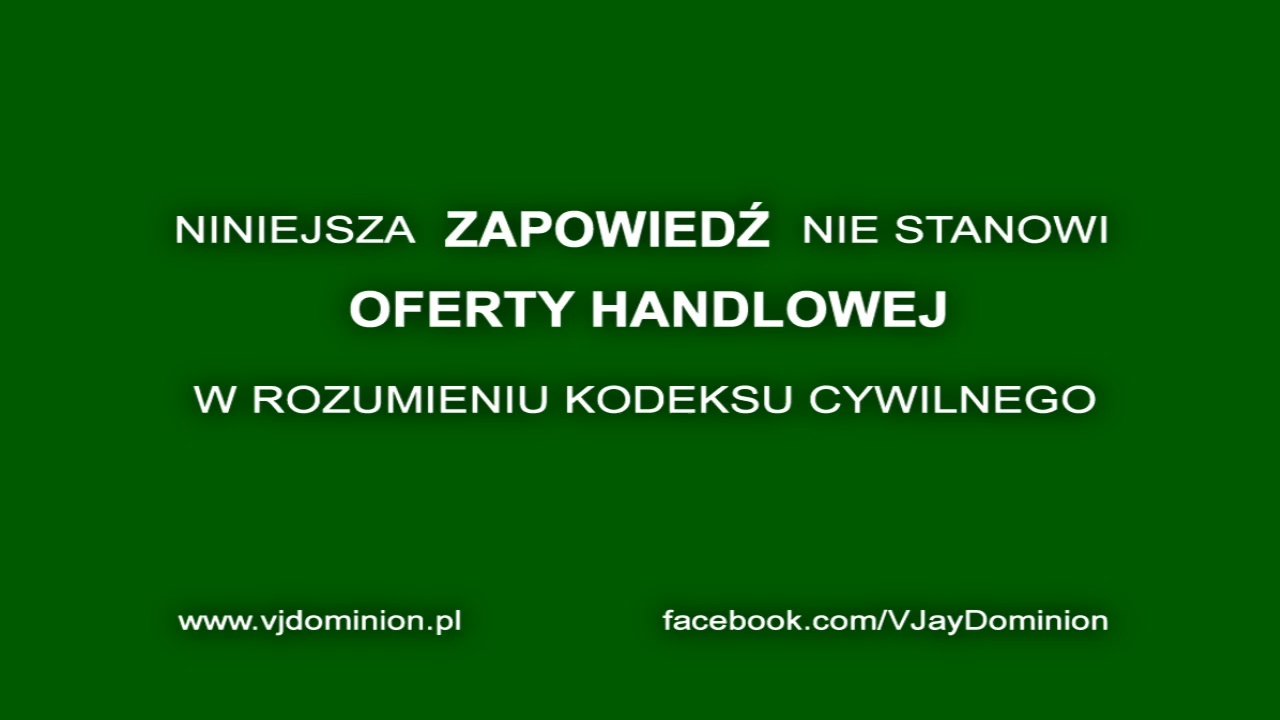 NINIEJSZA ZAPOWIEDŹ NIE STANOWI
OFERTY HANDLOWEJ
W ROZUMIENIU KODEKSU CYWILNEGO
www.vjdominion.pl
facebook.com/VJayDominion